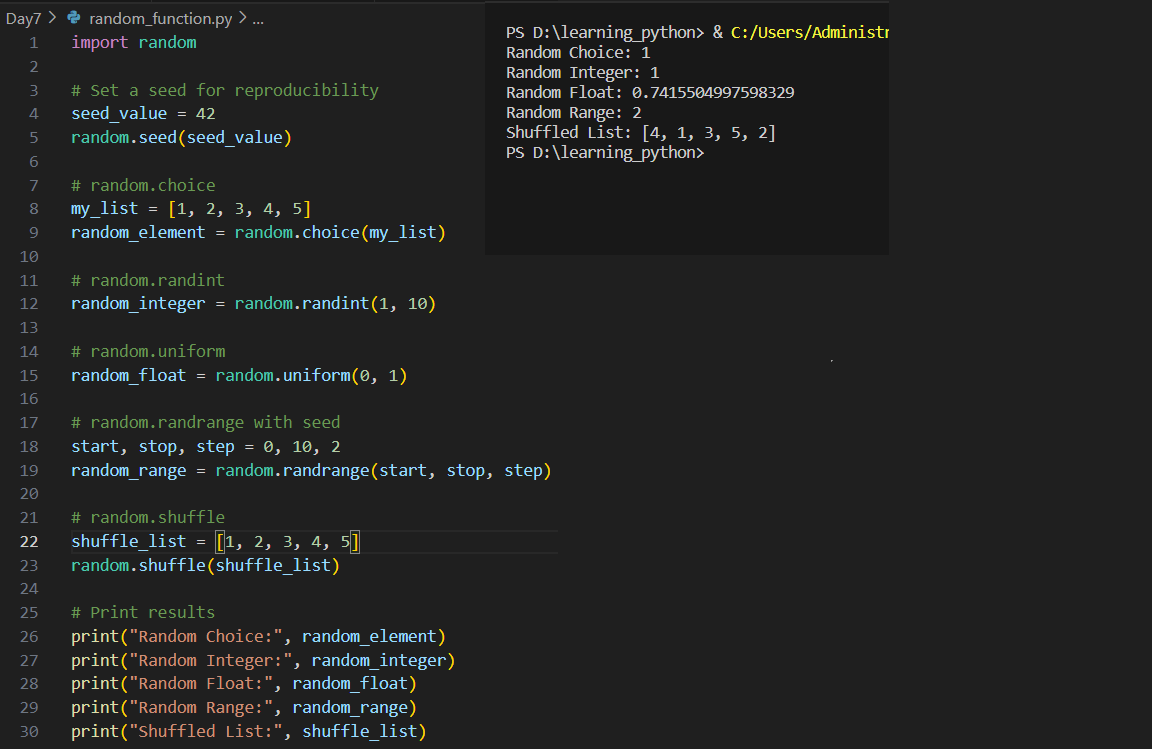 Day7 > random_function.py > ...
1 import random
2
3 # Set a seed for reproducibility
4 seed_value = 42
5 random.seed(seed_value)
6
7 # random.choice
8 my_list = [1, 2, 3, 4, 5]
9 random_element = random.choice(my_list)
10
11 # random.randint
12 random_integer = random.randint(1, 10)
13
14 # random.uniform
15 random_float = random.uniform(0, 1)
16
17 # random.randrange with seed
18 start, stop, step = 0, 10, 2
19 random_range = random.randrange(start, stop, step)
20
21 # random.shuffle
22 shuffle_list = [1, 2, 3, 4, 5]
23 random.shuffle(shuffle_list)
24
25 # Print results
26 print("Random Choice:", random_element)
27 print("Random Integer:", random_integer)
28 print("Random Float:", random_float)
29 print("Random Range:", random_range)
30 print("Shuffled List:", shuffle_list)
PS D:\learning_python> & C:/Users/Administr
Random Choice: 1
Random Integer: 1
Random Float: 0.7415504997598329
Random Range: 2
Shuffled List: [4, 1, 3, 5, 2]
PS D:\learning_python>